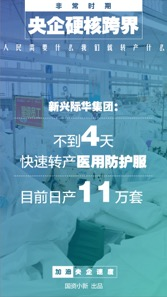 非常时期
央企硬核跨界
人民需要什么我们就转产什么
新兴际华集团:
不到4天
快速转产医用防护服
目前日产11万套
加油 央企速度
国资小新 出品